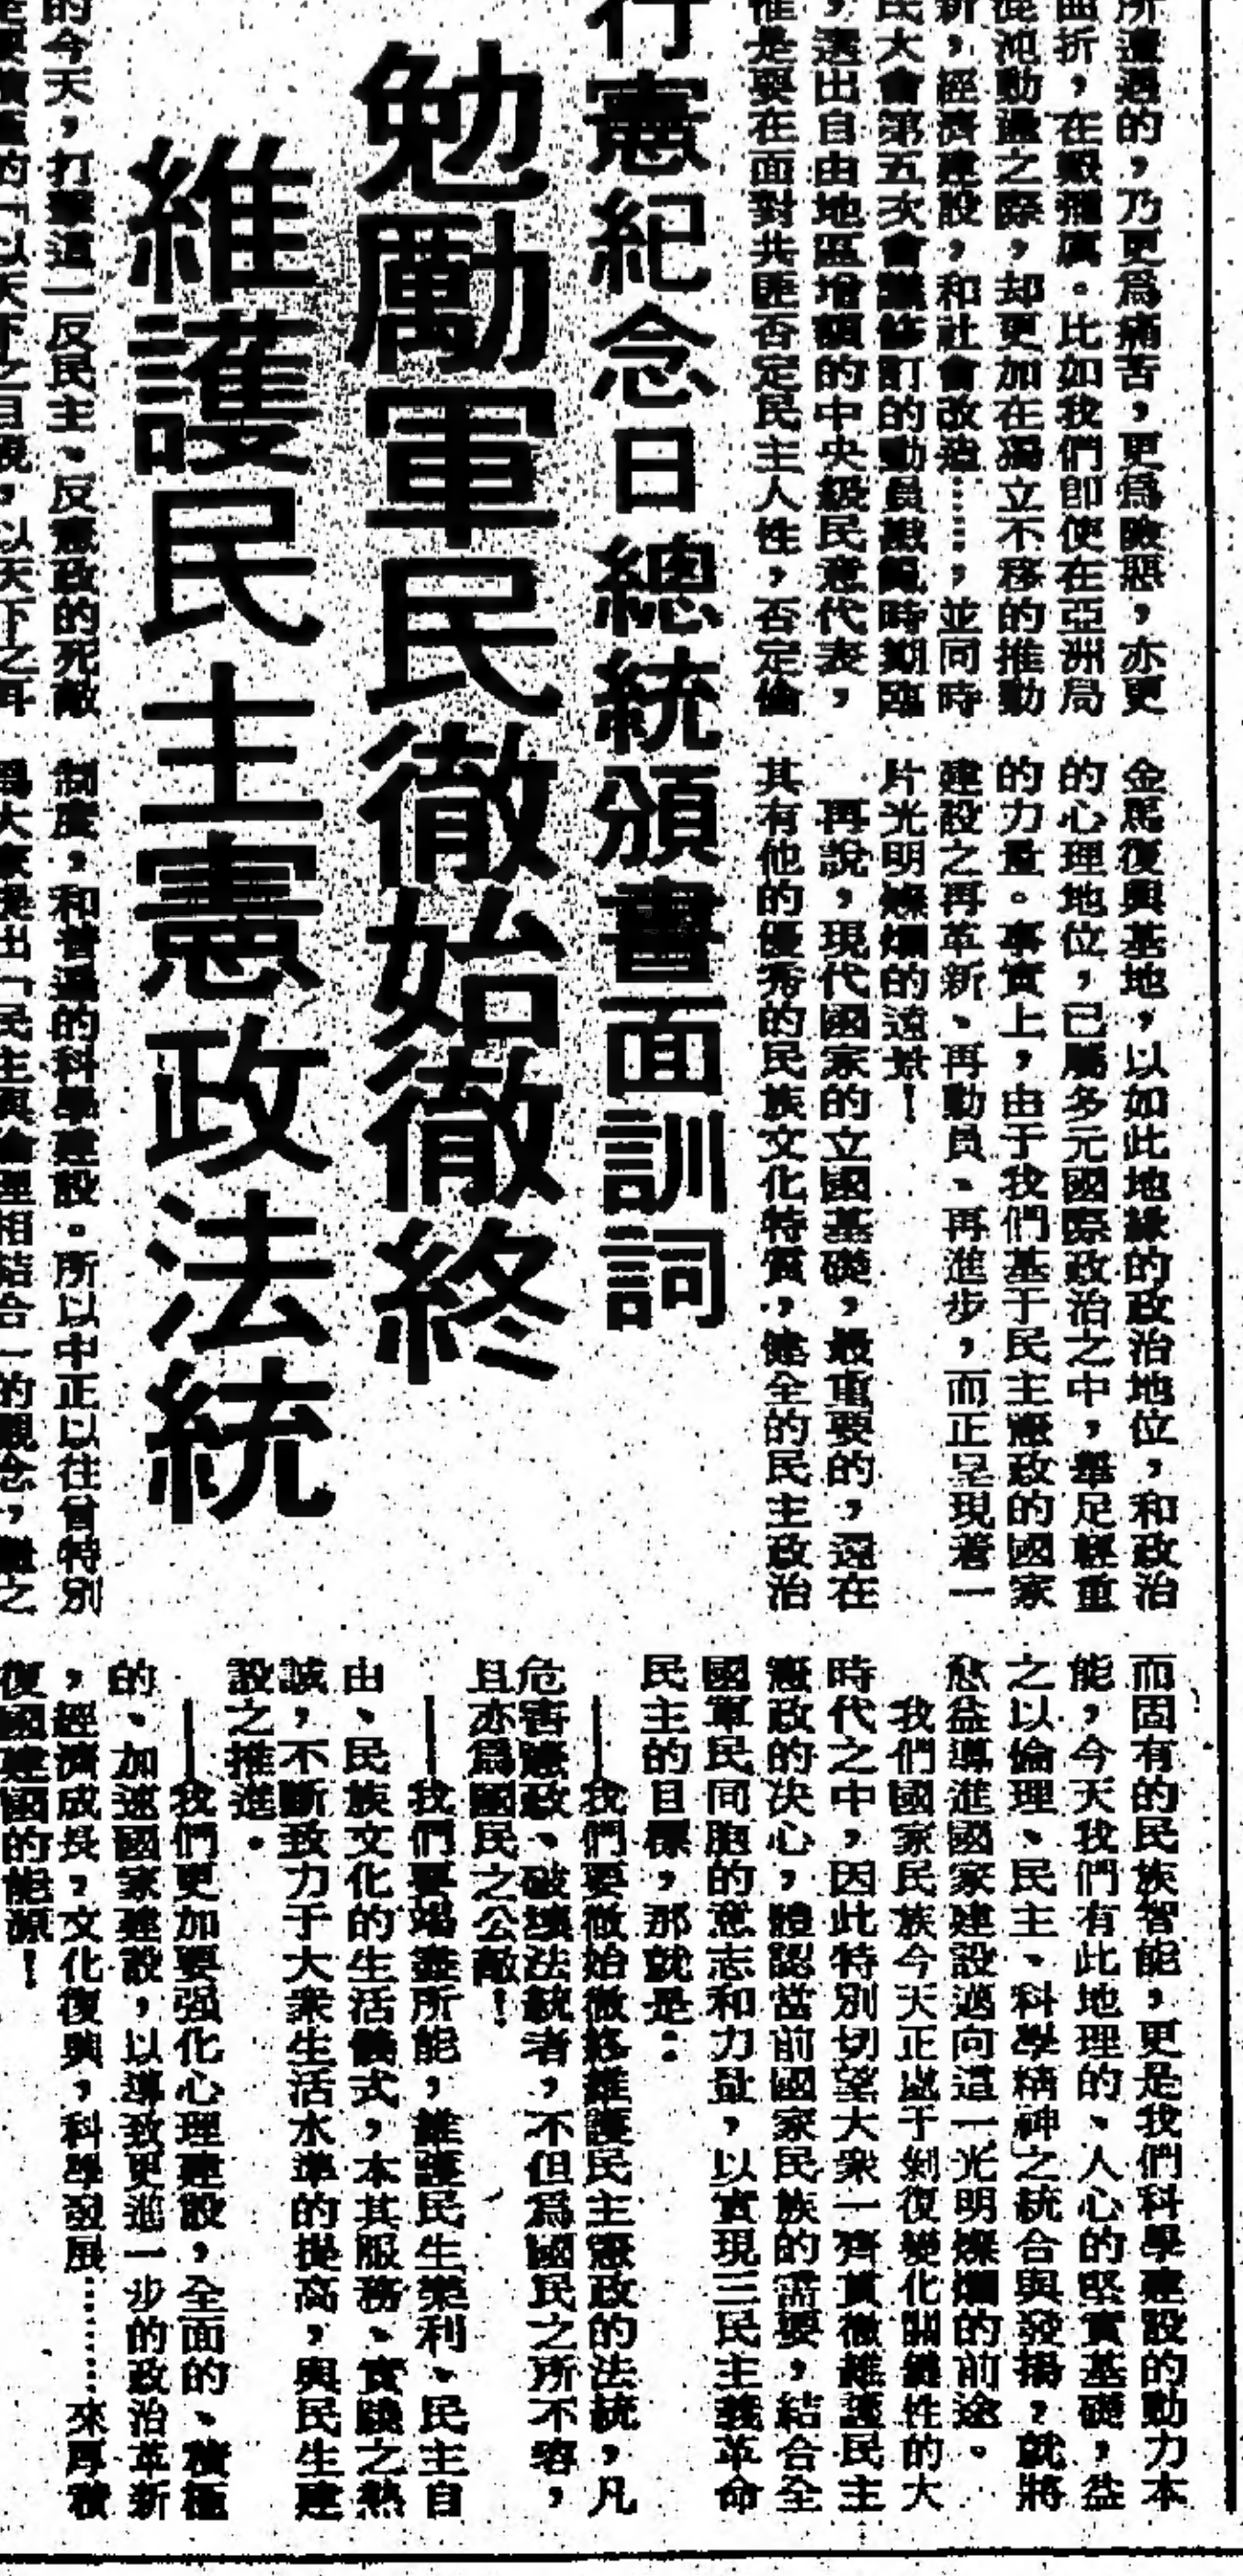 所遭遇的，乃更為痛苦，更為險惡，亦更
曲折，在艱彌厲。比如我們即使在亞洲局
混沌動盪之際，却更加在獨立不移的推動
新，經濟建設，和社會改造……，並同時
民大會第五次會議修訂的動員戡亂時期臨
，選出自由地區增額的中央級民意代表，
惟是要在面對共匪否定民主人性，否定倫
行憲紀念日總統頒書面訓詞
勉勵軍民徹始徹終
維護民主憲政法統
的今天，打擊這一反民主、反憲政的死敵
的「以天下之目視，以天下之耳
金馬復興基地，以如此地緣的政治地位，和政治
的心理地位，已屬多元國際政治之中，舉足輕重
的力量。事實上，由于我們基于民主憲政的國家
建設之再革新、再動員、再進步，而正呈現著一
片光明燦爛的遠景！
再說，現代國家的立國基礎，最重要的，還在
其有他的優秀的民族文化特質，健全的民主政治
制度，和普遍的科學建設。所以中正以往曾特別
爲大家提出「民主與倫理相結合」的觀念，繼之
而固有的民族智能，更是我們科學建設的動力本
能，今天我們有此地理的、人心的堅實基礎，益
之以倫理、民主、科學精神之統合與發揚，就將
愈益導進國家建設邁向這一光明燦爛的前途。
我們國家民族今天正處于剝復變化關鍵性的大
時代之中，因此特別切望大衆一齊貫徹維護民主
憲政的決心，體認當前國家民族的需要，結合全
國軍民同胞的意志和力量，以實現三民主義革命
民主的目標，那就是：
——我們要徹始徹終維護民主憲政的法統，凡
危害憲政、破壞法統者，不但爲國民之所不容，
且亦爲國民之公敵！
——我們要竭盡所能，維護民生樂利、民主自
由、民族文化的生活方式，本其服務、實踐之熱
誠，不斷致力于大衆生活水準的提高，與民生建
設之推進。
——我們更加要强化心理建設，全面的、積極
的、加速國家建設，以導致更進一步的政治革新
，經濟成長，文化復興，科學發展……來厚積
復國建國的能源！